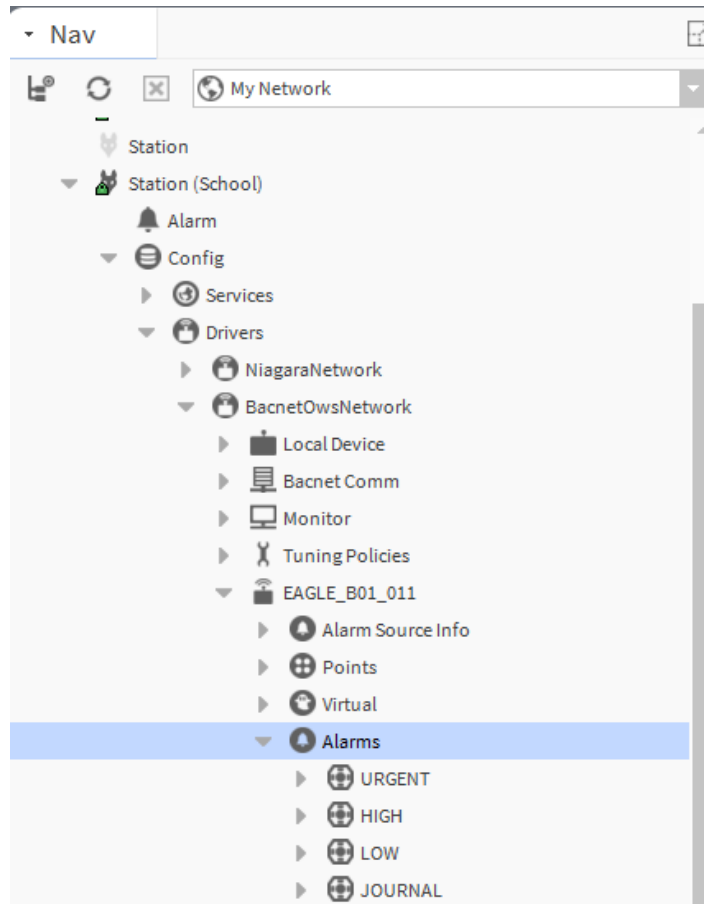 Nav
My Network
Station
Station (School)
Alarm
Config
Services
Drivers
NiagaraNetwork
BacnetOwsNetwork
Local Device
Bacnet Comm
Monitor
Tuning Policies
EAGLE_B01_011
Alarm Source Info
Points
Virtual
Alarms
URGENT
HIGH
LOW
JOURNAL